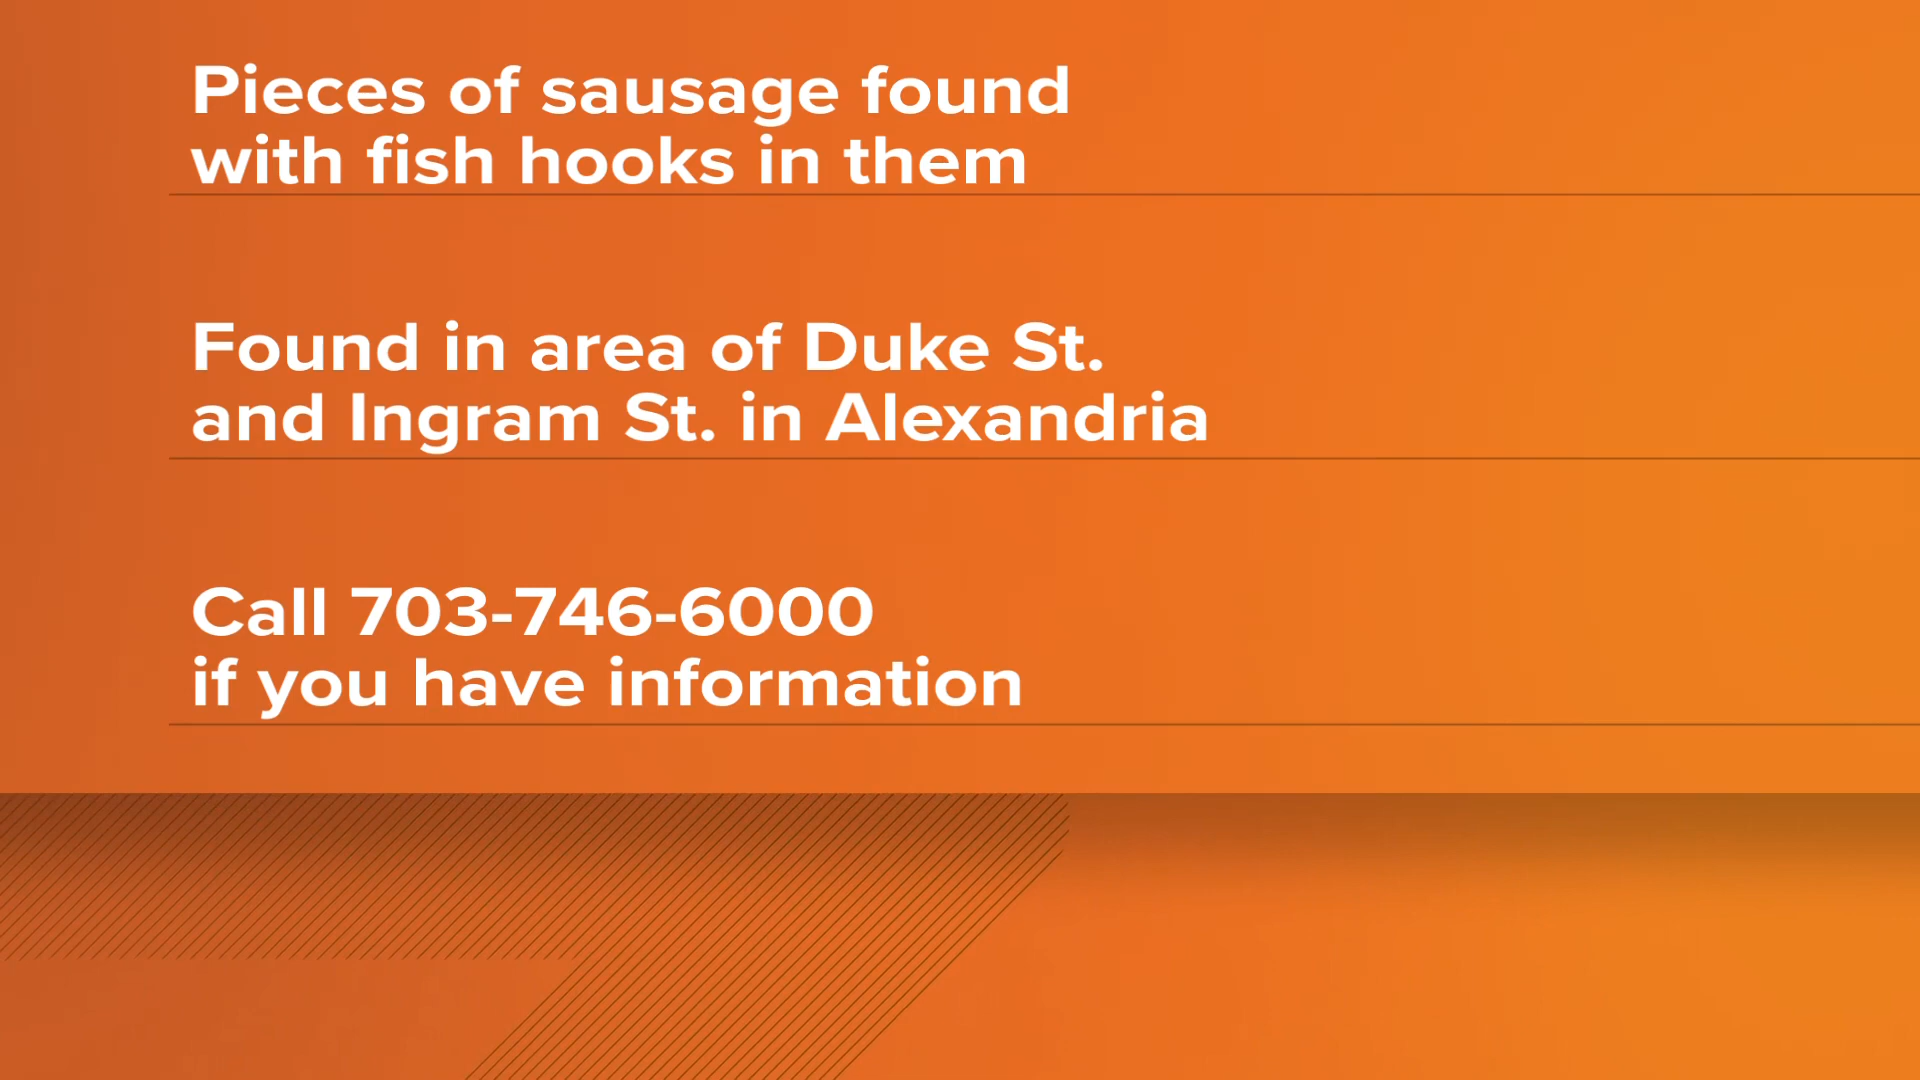 Pieces of sausage found
with fish hooks in them
Found in area of Duke St.
and Ingram St. in Alexandria
Call 703-746-6000
if you have information